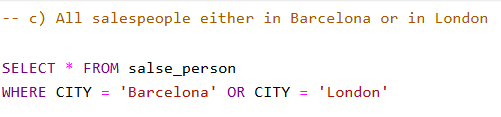 -- c) All salespeople either in Barcelona or in London
SELECT * FROM salse_person
WHERE CITY = 'Barcelona' OR CITY = 'London'